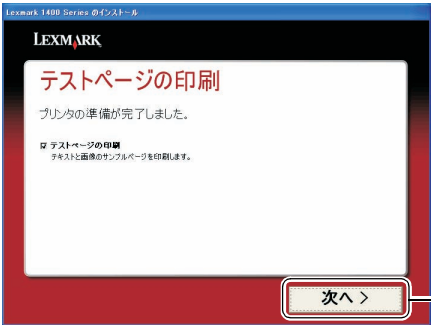 Lexmark 1400 Series のインストール
LEXMARK
テストページの印刷
プリンタの準備が完了しました。
テストページの印刷
テキストと画像のサンプルページを印刷します。
次へ >